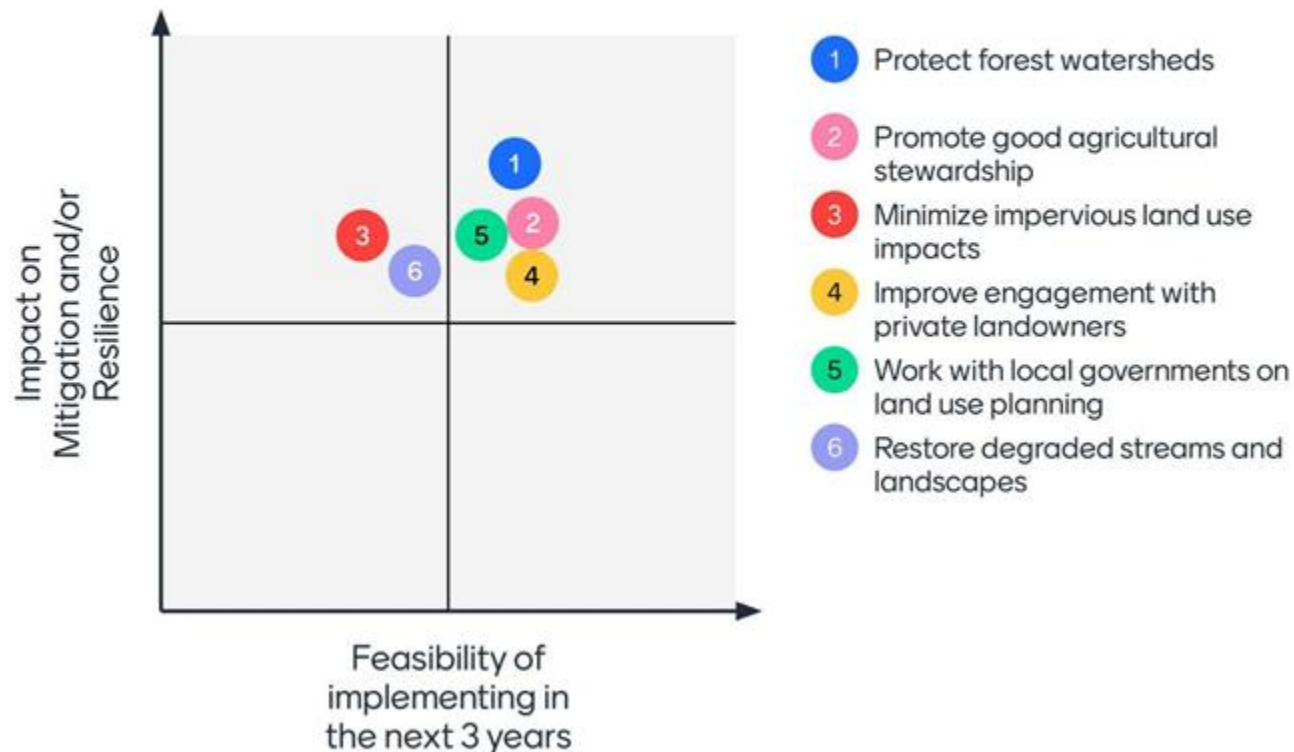 Impact on
Mitigation and/or
Resilience
1
2
3
5
6
4
Feasibility of
implementing in
the next 3 years
1 Protect forest watersheds
2 Promote good agricultural
stewardship
3 Minimize impervious land use
impacts
4 Improve engagement with
private landowners
5 Work with local governments on
land use planning
6 Restore degraded streams and
landscapes